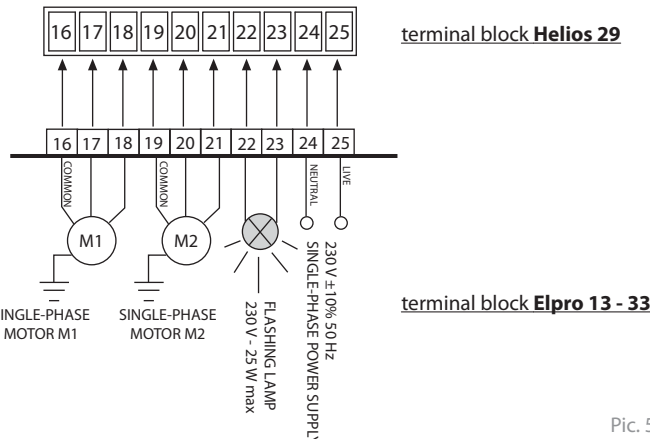 16 17 18 19 20 21 22 23 24 25
terminal block Helios 29
16 17 18 19 20 21 22 23 24 25
COMMON
COMMON
NEUTRAL
LIVE
M1
M2
INGLE-PHASE
MOTOR M1
SINGLE-PHASE
MOTOR M2
FLASHING LAMP
230 V - 25 W max
230 V ±10% 50 Hz
SINGLE-PHASE POWER SUPPLY
terminal block Elpro 13 - 33
Pic. 5